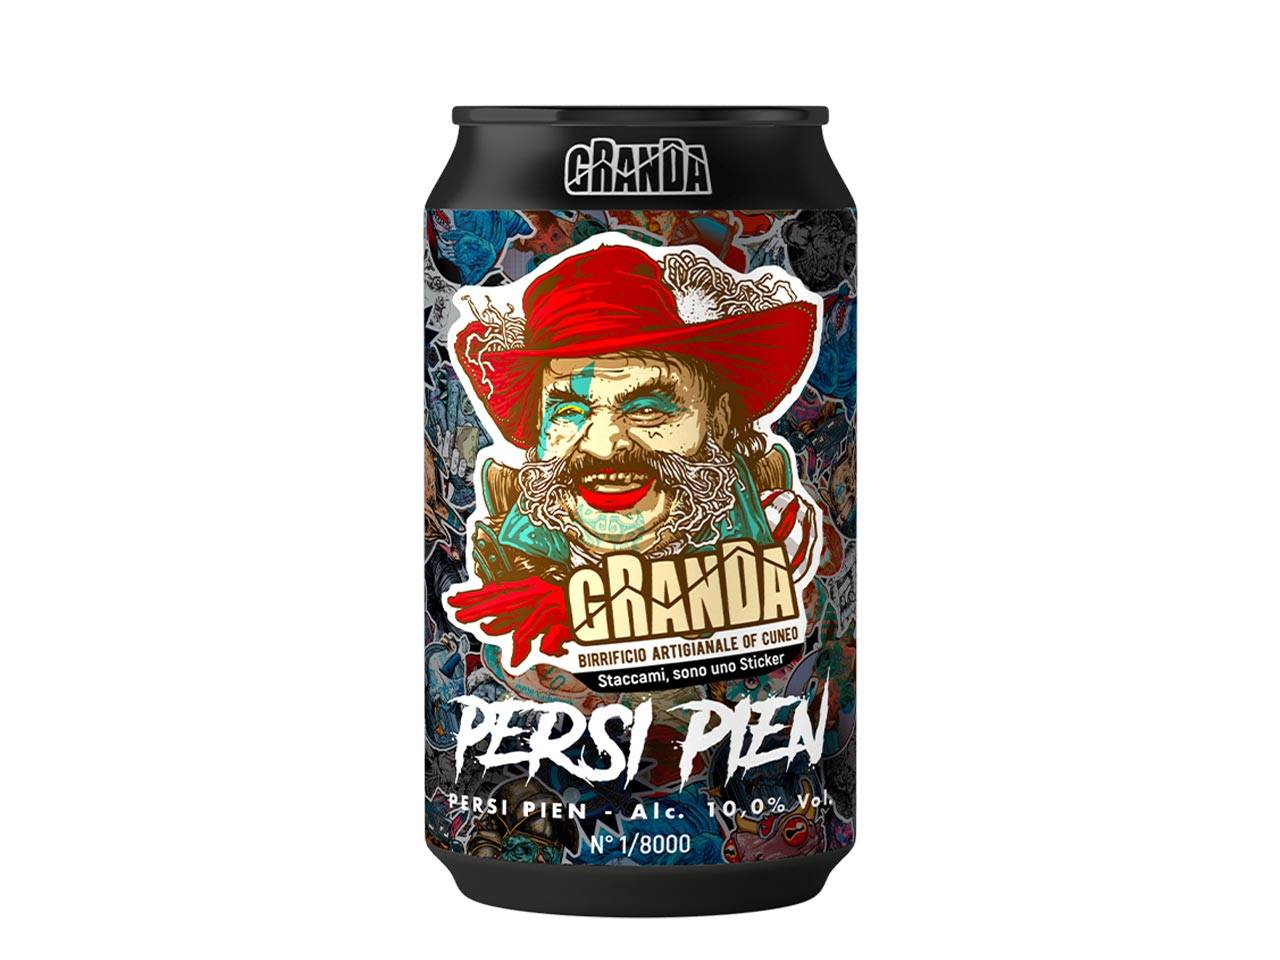 GRANDA
GRANDA
BIRRIFICIO ARTIGIANALE OF CUNEO
Staccami, sono uno Sticker
PERSI PIEN
PERSI PIEN - Alc. 10,0% Vol.
N° 1/8000